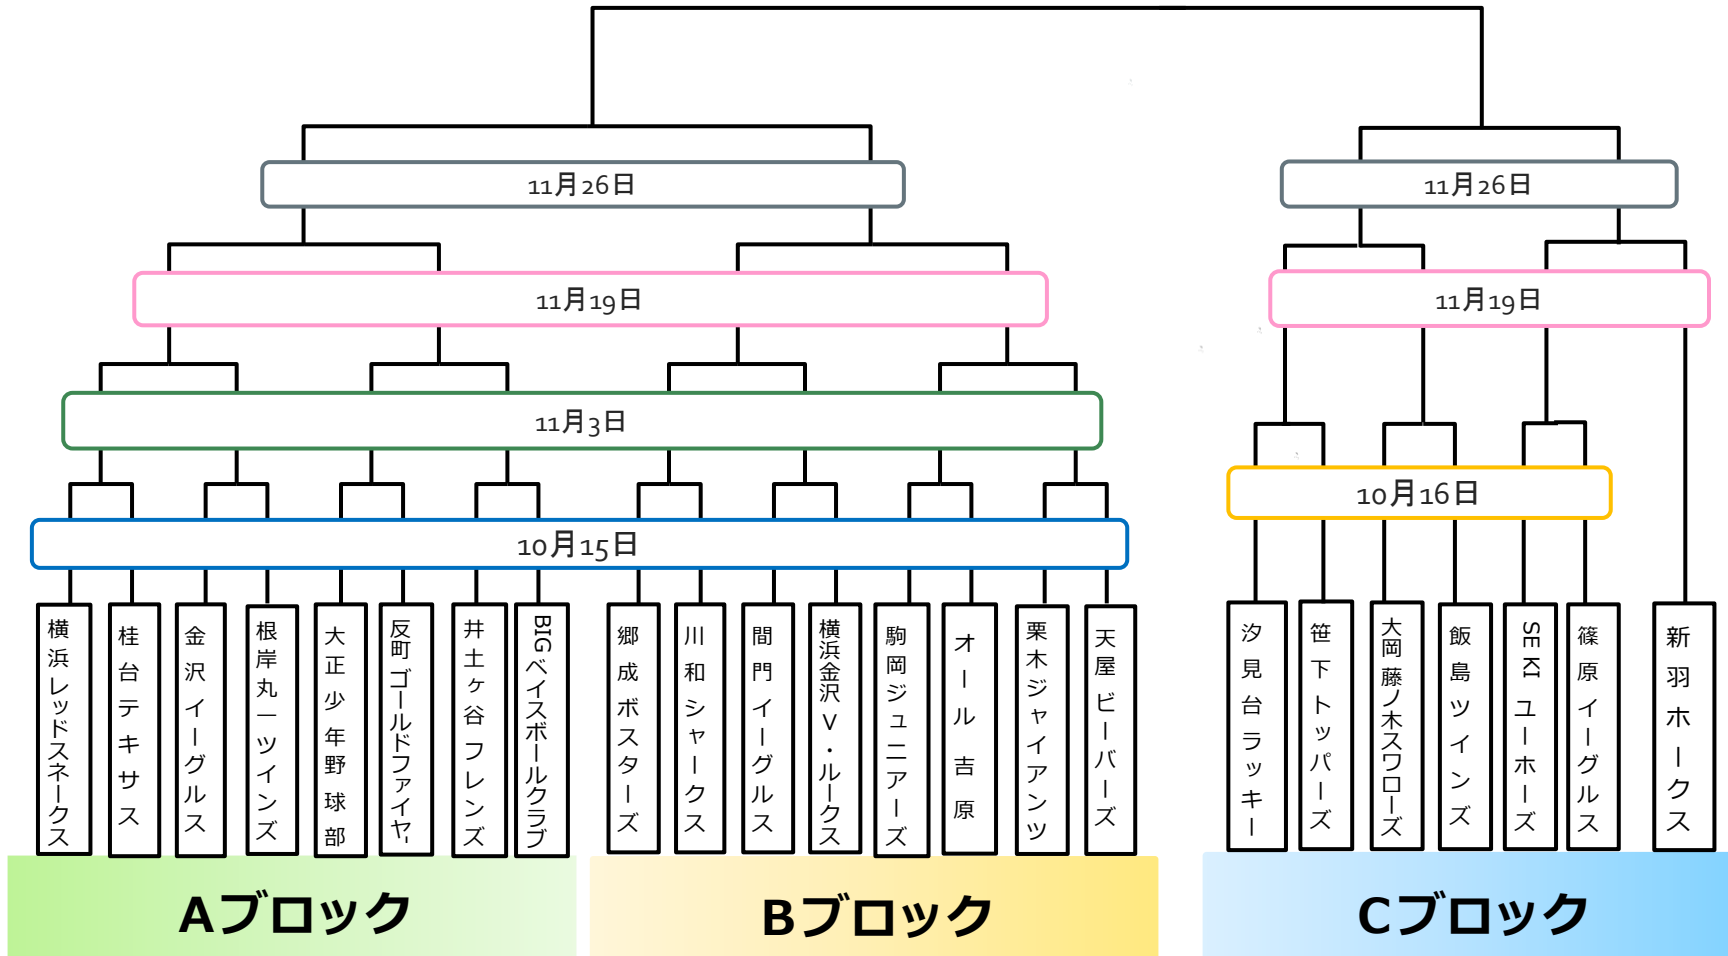 11月26日
11月26日
11月19日
11月19日
11月3日
10月16日
10月15日
横浜レッドスネークス
桂台テキサス
金沢イーグルス
根岸丸一ツインズ
大正少年野球部
反町ゴールドファイヤー
井土ヶ谷フレンズ
BIGベイスボールクラブ
郷成ボスターズ
川和シャークス
間門イーグルス
横浜金沢V・ルークス
駒岡ジュニアーズ
オール吉原
栗木ジャイアンツ
天屋ビーバーズ
汐見台ラッキー
笹下トッパーズ
大岡藤ノ木スワローズ
飯島ツインズ
SEKIユーホーズ
篠原イーグルス
新羽ホークス
Aブロック
Bブロック
Cブロック